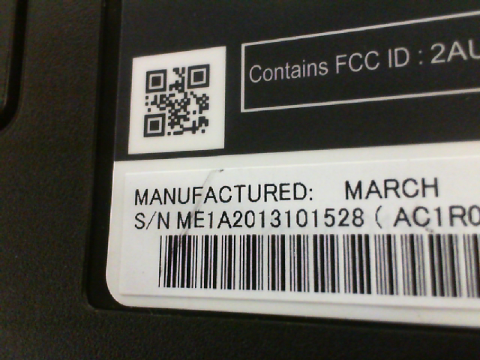 Contains FCC ID : 2AU
MANUFACTURED: MARCH
S/N ME1A2013101528 ( AC1R0